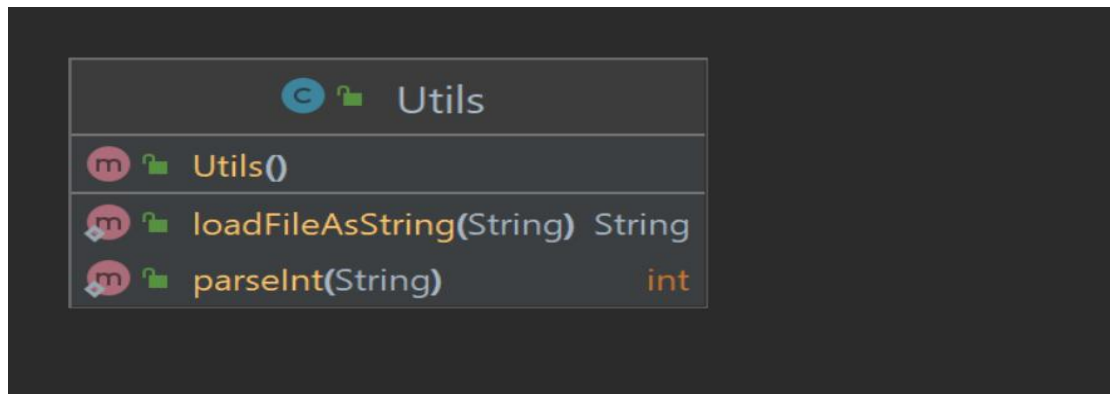 C Utils
m Utils()
m loadFileAsString(String) String
m parseInt(String) int